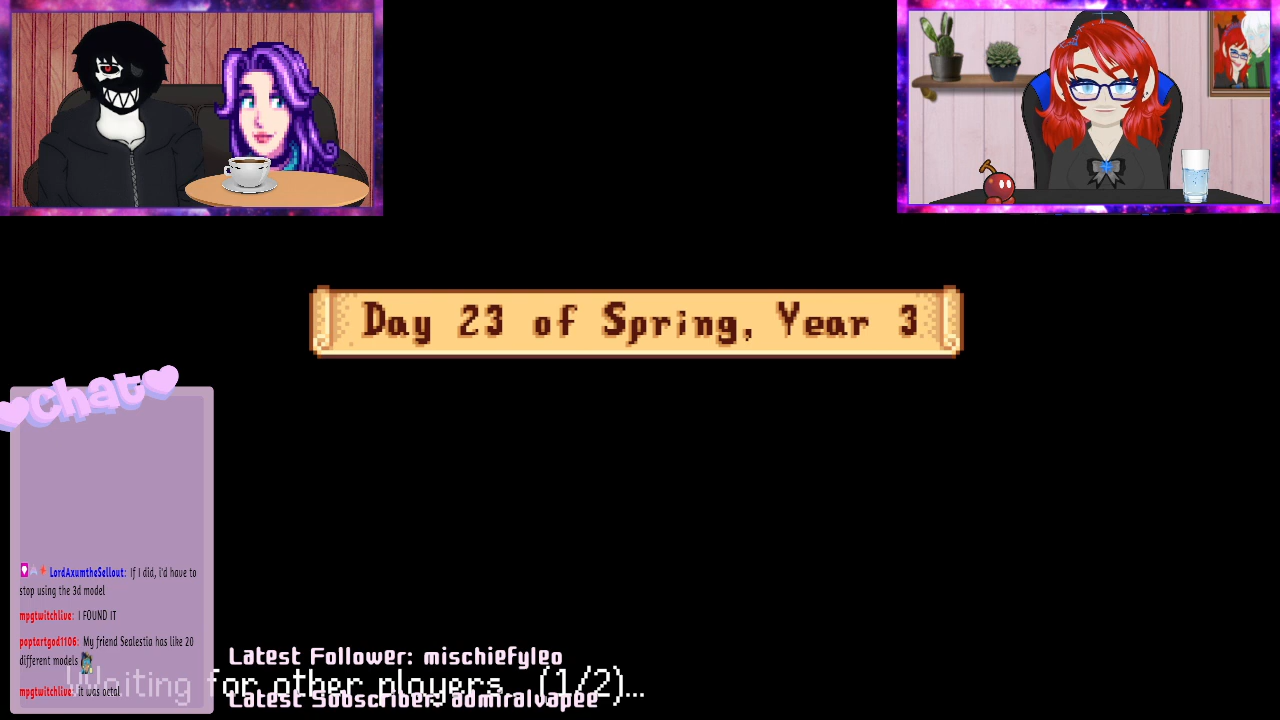 Day 23 of Spring, Year 3
Chat
LordAxumtheSellout: If I did, i'd have to
stop using the 3d model
mpgtwitchlive: I FOUND IT
poptartgod1106: My friend Sealestia has like 20
different models
mpgtwitchlive: it was octal
Latest Follower: mischiefyleo
Waiting for other players... (1/2)...
Latest Subscriber: admiralvapee